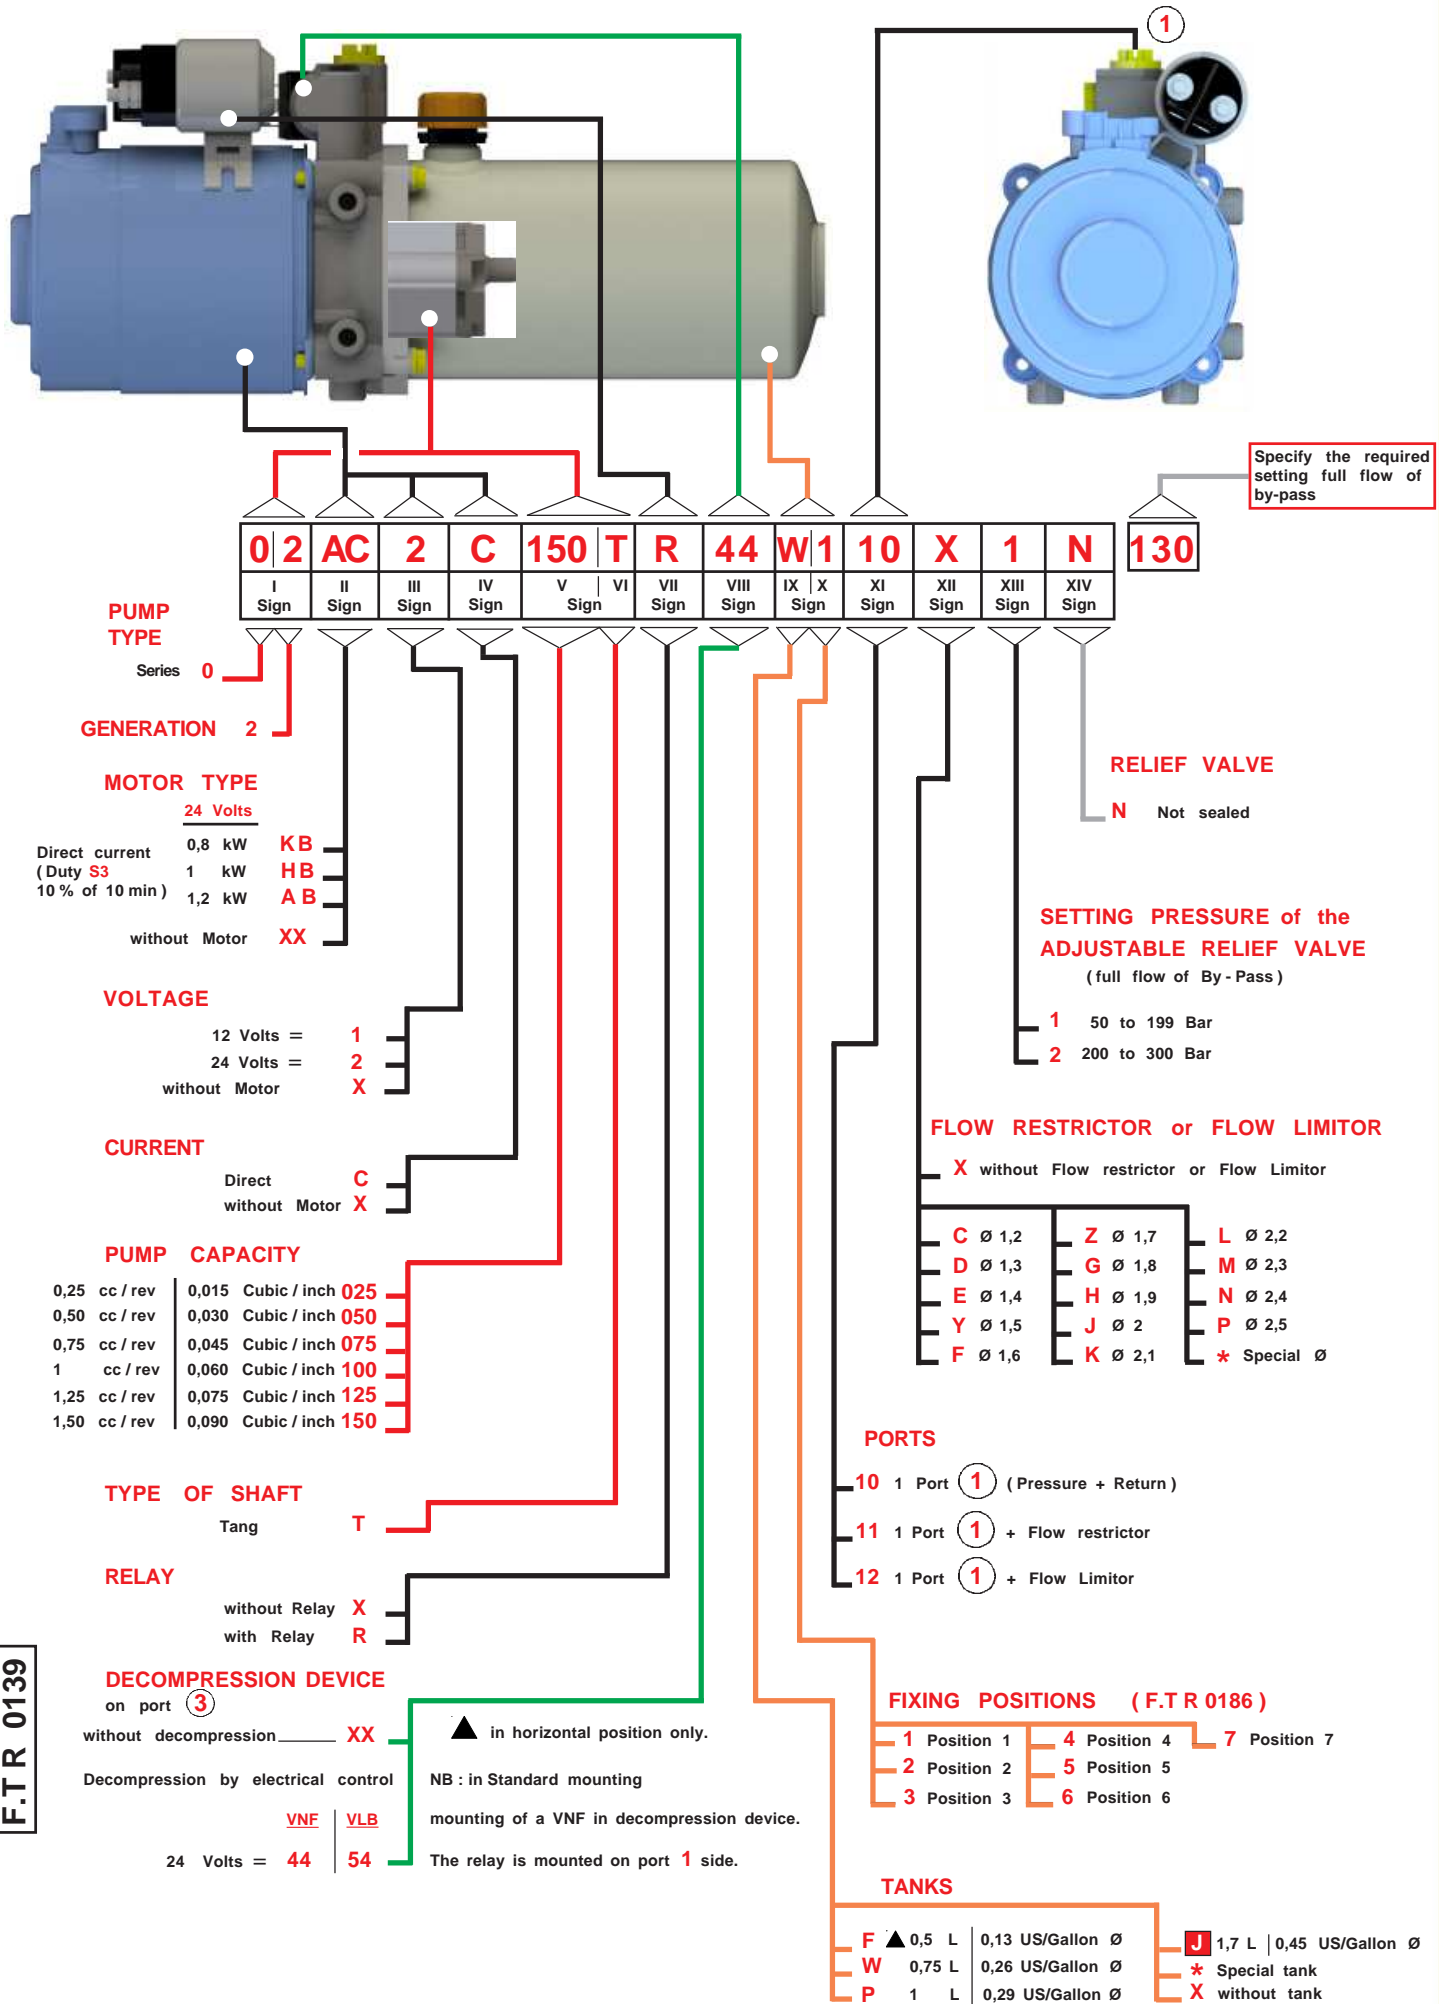 1
Specify the required
setting full flow of
by-pass
0 2 AC 2 C 150 T R 44 W 1 10 X 1 N 130
I II III IV V VI VII VIII IX X XI XII XIII XIV
Sign Sign Sign Sign Sign Sign Sign Sign Sign Sign Sign Sign
PUMP
TYPE
Series 0
GENERATION 2
MOTOR TYPE
24 Volts
Direct current
( Duty S3
10 % of 10 min )
0,8 kW KB
1 kW HB
1,2 kW AB
without Motor XX
VOLTAGE
12 Volts = 1
24 Volts = 2
without Motor X
CURRENT
Direct C
without Motor X
PUMP CAPACITY
0,25 cc / rev 0,015 Cubic / inch 025
0,50 cc / rev 0,030 Cubic / inch 050
0,75 cc / rev 0,045 Cubic / inch 075
1 cc / rev 0,060 Cubic / inch 100
1,25 cc / rev 0,075 Cubic / inch 125
1,50 cc / rev 0,090 Cubic / inch 150
TYPE OF SHAFT
Tang T
RELAY
without Relay X
with Relay R
DECOMPRESSION DEVICE
on port 3
without decompression XX
Decompression by electrical control
VNF VLB
24 Volts = 44 54
▲ in horizontal position only.
NB : in Standard mounting
mounting of a VNF in decompression device.
The relay is mounted on port 1 side.
F.T R 0139
RELIEF VALVE
N Not sealed
SETTING PRESSURE of the
ADJUSTABLE RELIEF VALVE
( full flow of By - Pass )
1 50 to 199 Bar
2 200 to 300 Bar
FLOW RESTRICTOR or FLOW LIMITOR
X without Flow restrictor or Flow Limitor
C Ø 1,2 Z Ø 1,7 L Ø 2,2
D Ø 1,3 G Ø 1,8 M Ø 2,3
E Ø 1,4 H Ø 1,9 N Ø 2,4
Y Ø 1,5 J Ø 2 P Ø 2,5
F Ø 1,6 K Ø 2,1 * Special Ø
PORTS
10 1 Port 1 ( Pressure + Return )
11 1 Port 1 + Flow restrictor
12 1 Port 1 + Flow Limitor
FIXING POSITIONS ( F.T R 0186 )
1 Position 1 4 Position 4 7 Position 7
2 Position 2 5 Position 5
3 Position 3 6 Position 6
TANKS
F ▲ 0,5 L 0,13 US/Gallon Ø J 1,7 L 0,45 US/Gallon Ø
W 0,75 L 0,26 US/Gallon Ø * Special tank
P 1 L 0,29 US/Gallon Ø X without tank